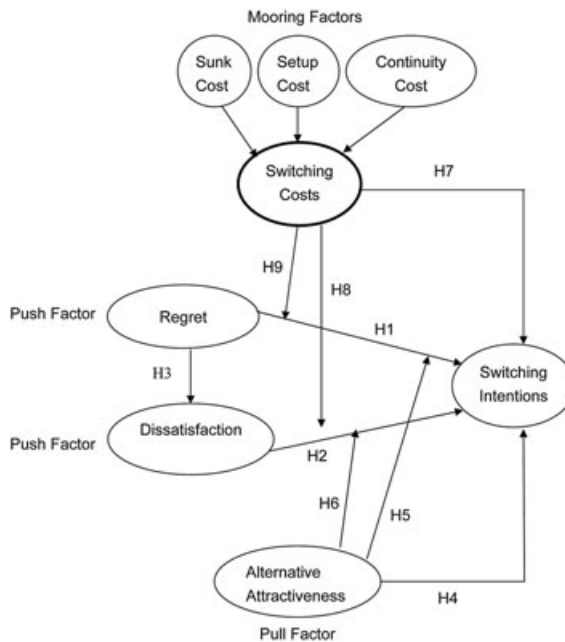 Mooring Factors
Sunk
Cost
Setup
Cost
Continuity
Cost
Switching
Costs
H7
H9
H8
Push Factor
Regret
H1
H3
Switching
Intentions
Push Factor
Dissatisfaction
H2
H6
H5
Alternative
Attractiveness
H4
Pull Factor